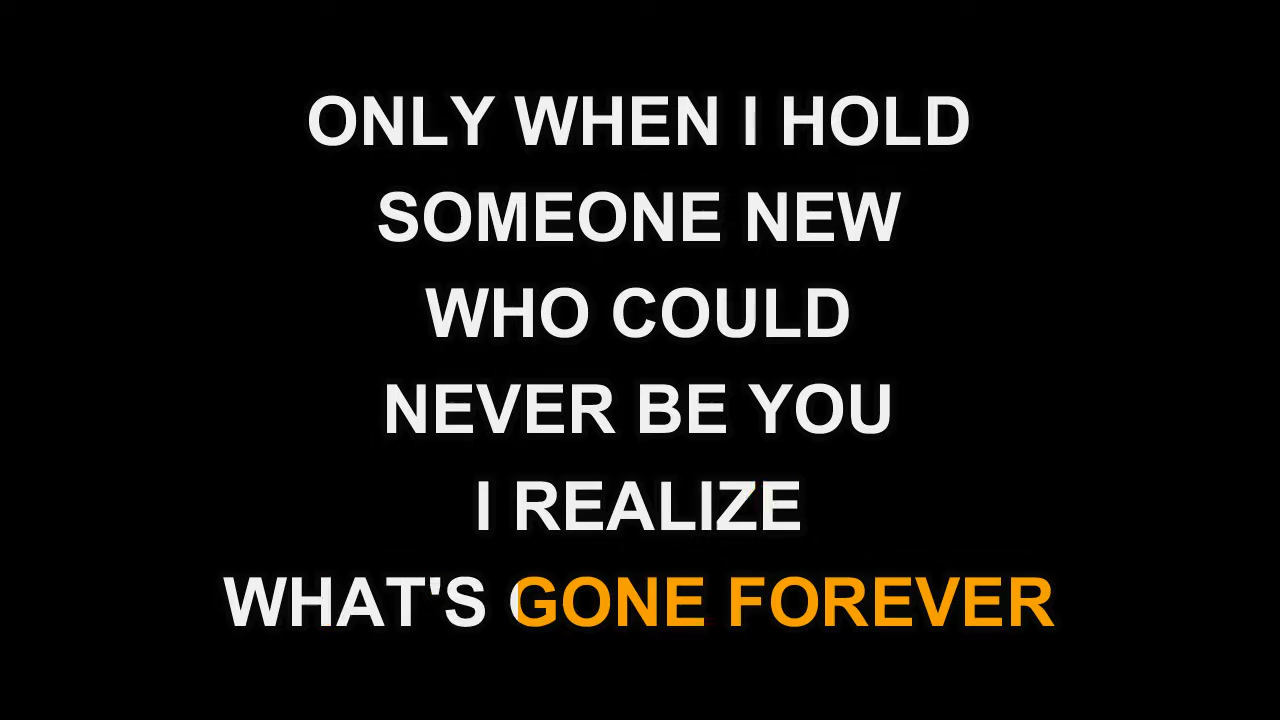 ONLY WHEN I HOLD
SOMEONE NEW
WHO COULD
NEVER BE YOU
I REALIZE
WHAT'S GONE FOREVER